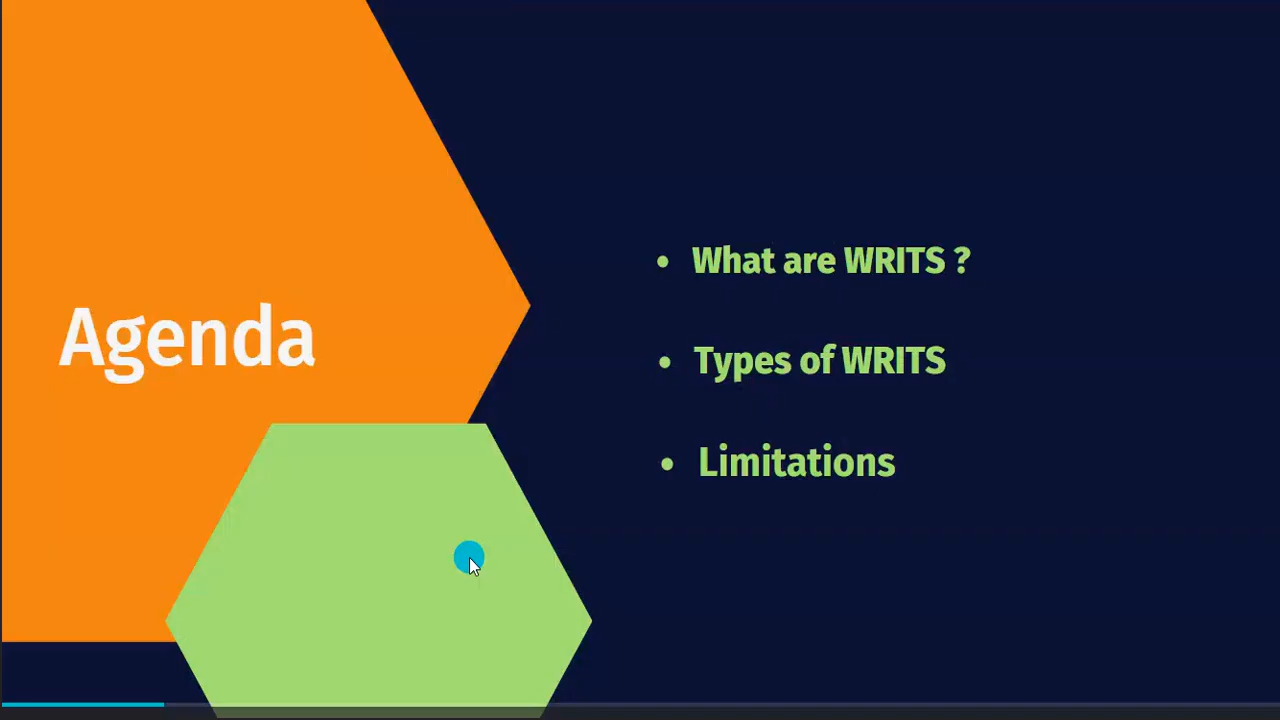 Agenda
• What are WRITS ?
• Types of WRITS
• Limitations